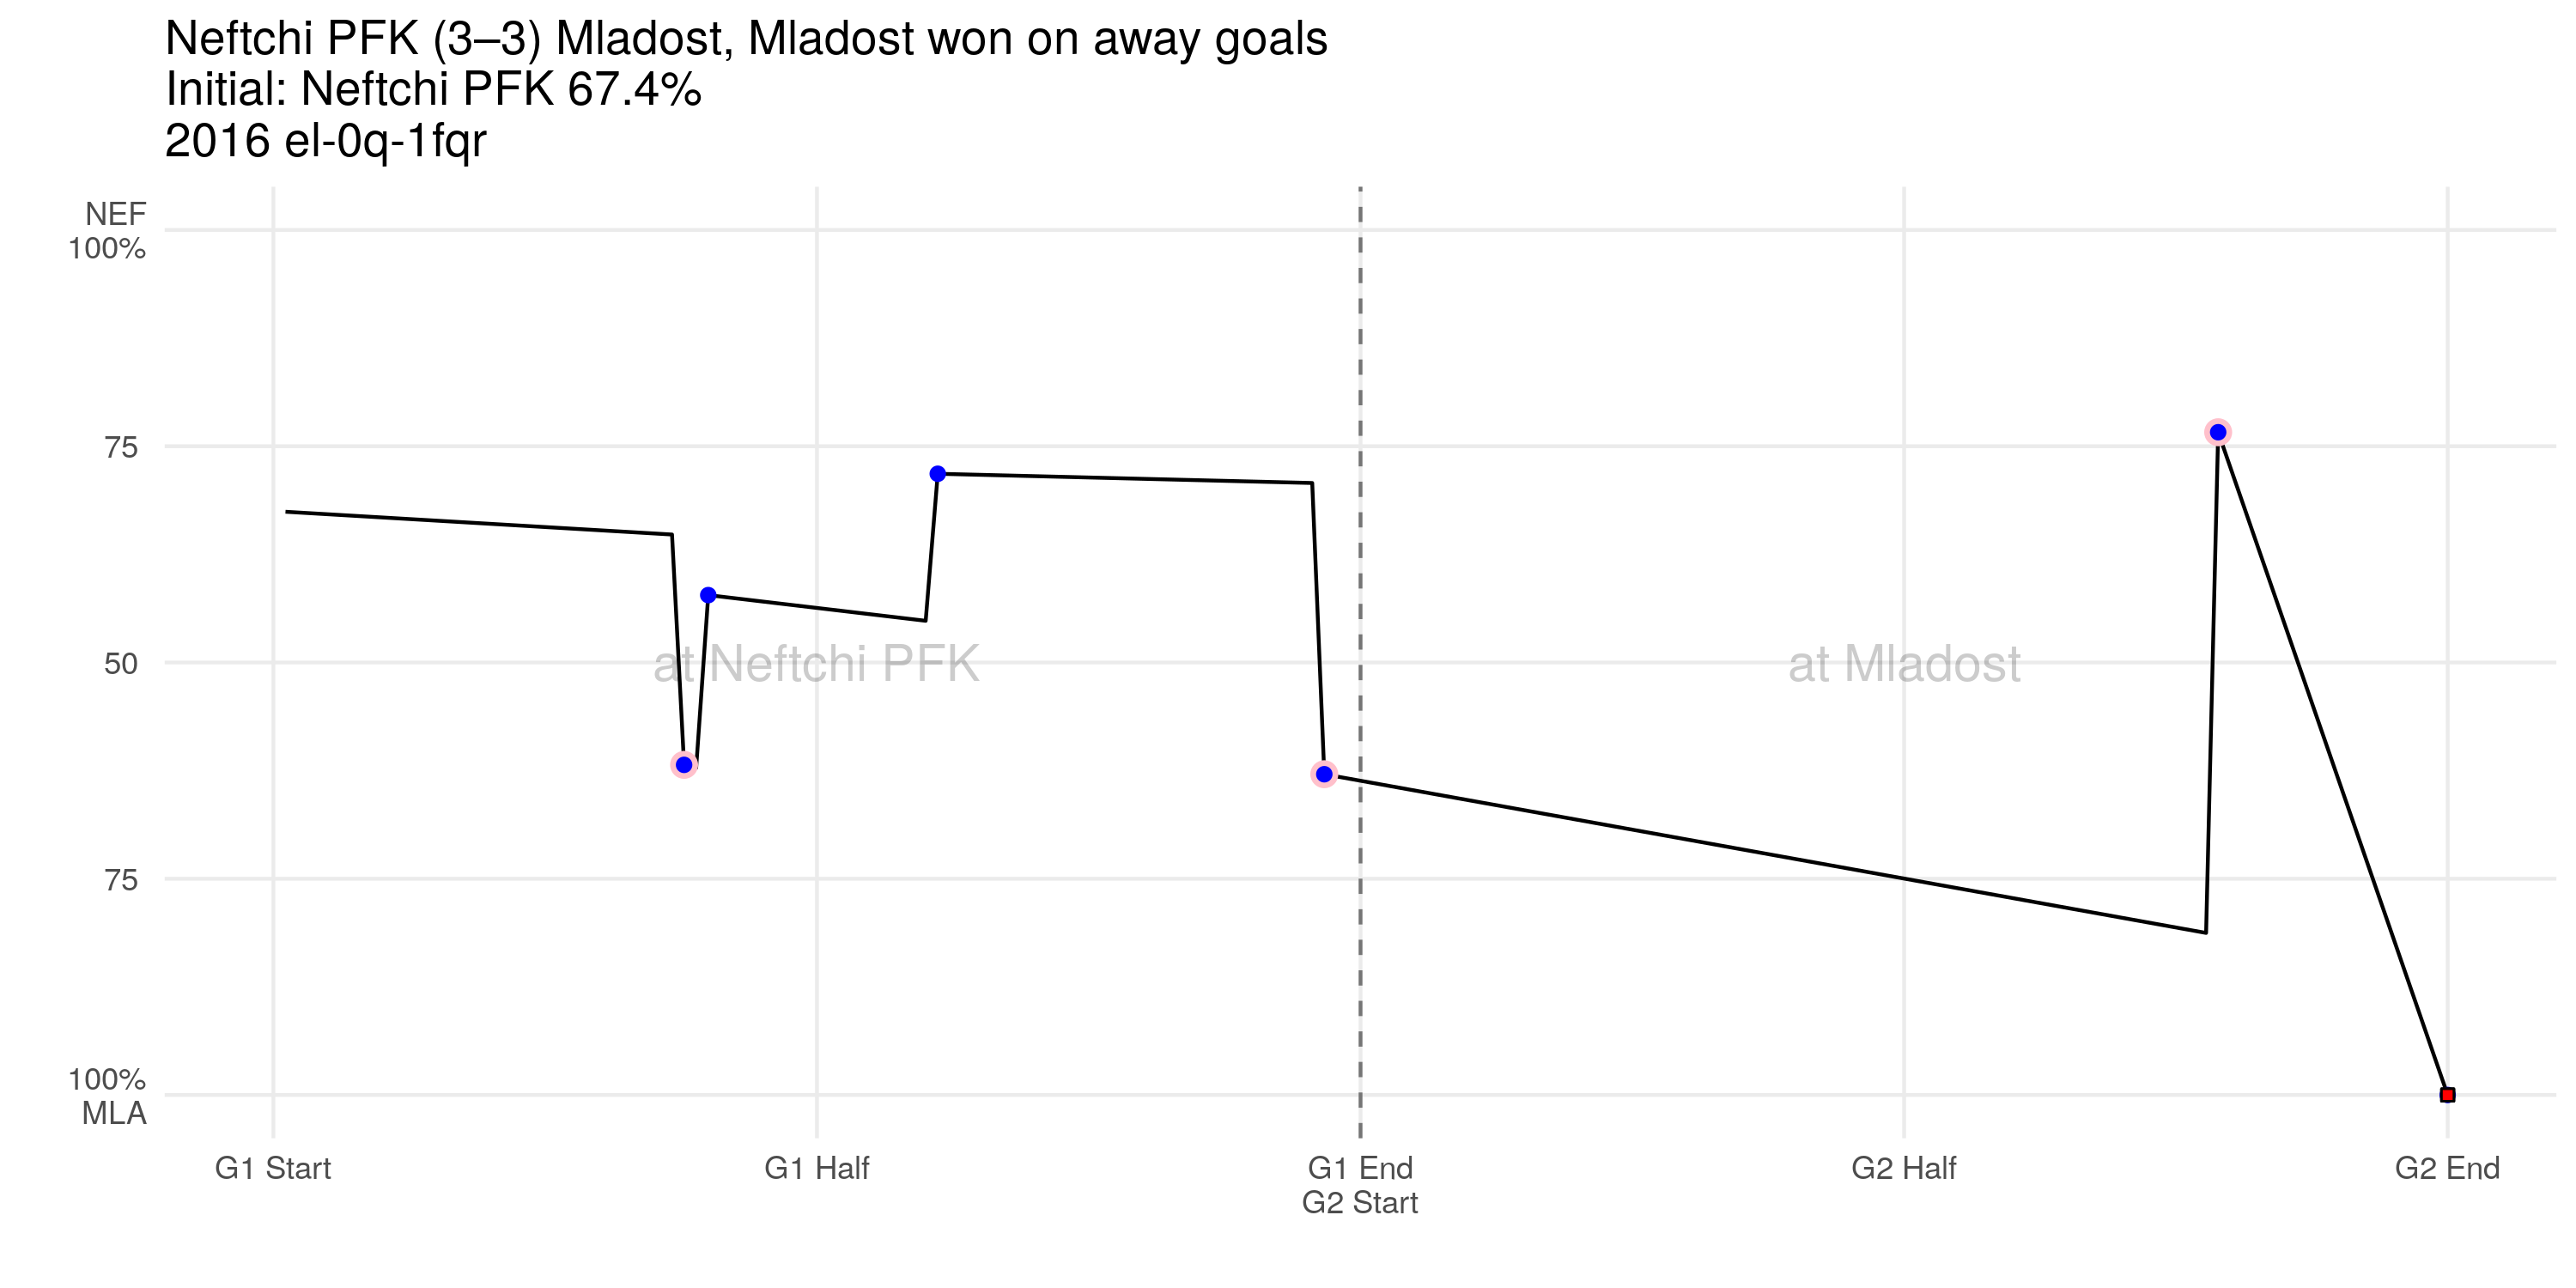 Neftchi PFK (3–3) Mladost, Mladost won on away goals
Initial: Neftchi PFK 67.4%
2016 el-0q-1fqr
NEF
100%
75
50
75
100%
MLA
at Neftchi PFK
at Mladost
G1 Start
G1 Half
G1 End
G2 Start
G2 Half
G2 End